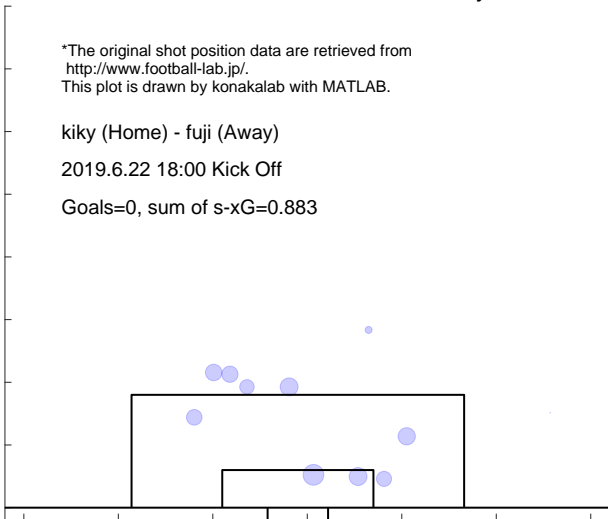 *The original shot position data are retrieved from
http://www.football-lab.jp/.
This plot is drawn by konakalab with MATLAB.
kiky (Home) - fuji (Away)
2019.6.22 18:00 Kick Off
Goals=0, sum of s-xG=0.883